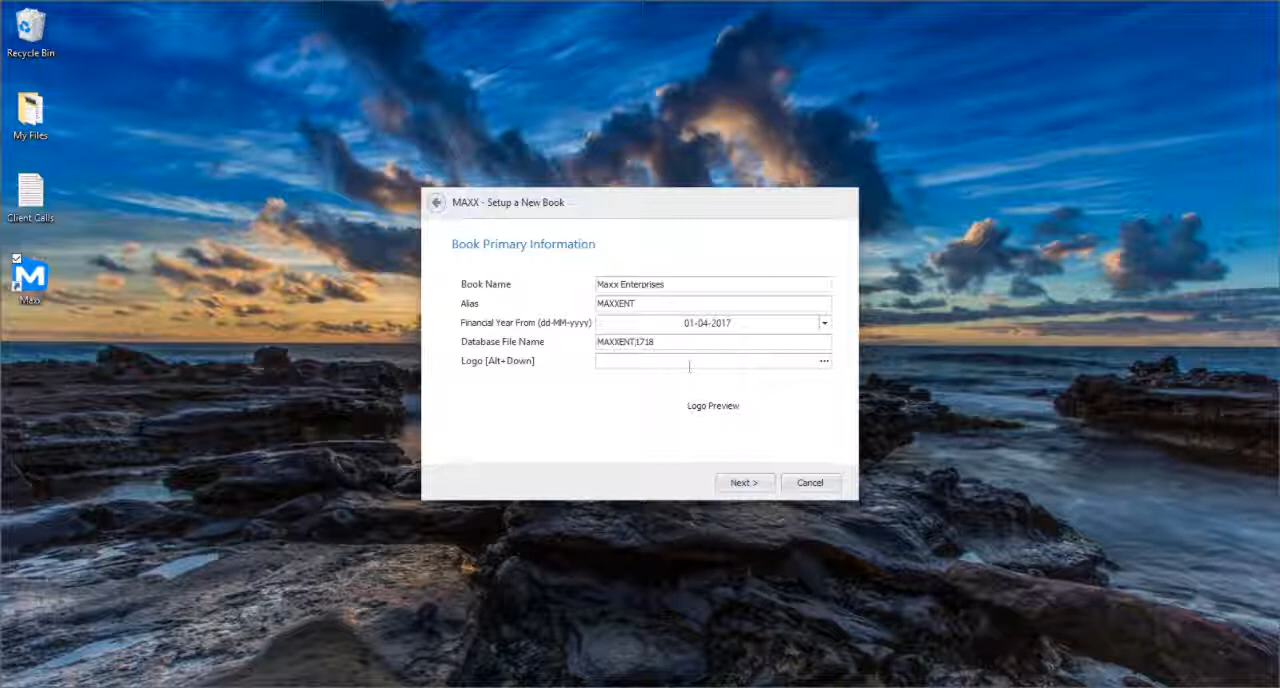 Recycle Bin
My Files
Client Calls
Maxx
MAXX - Setup a New Book
Book Primary Information
Book Name Maxx Enterprises
Alias MAXXENT
Financial Year From (dd-MM-yyyy) 01-04-2017
Database File Name MAXXENT1718
Logo [Alt+Down] ...
Logo Preview
Next > Cancel